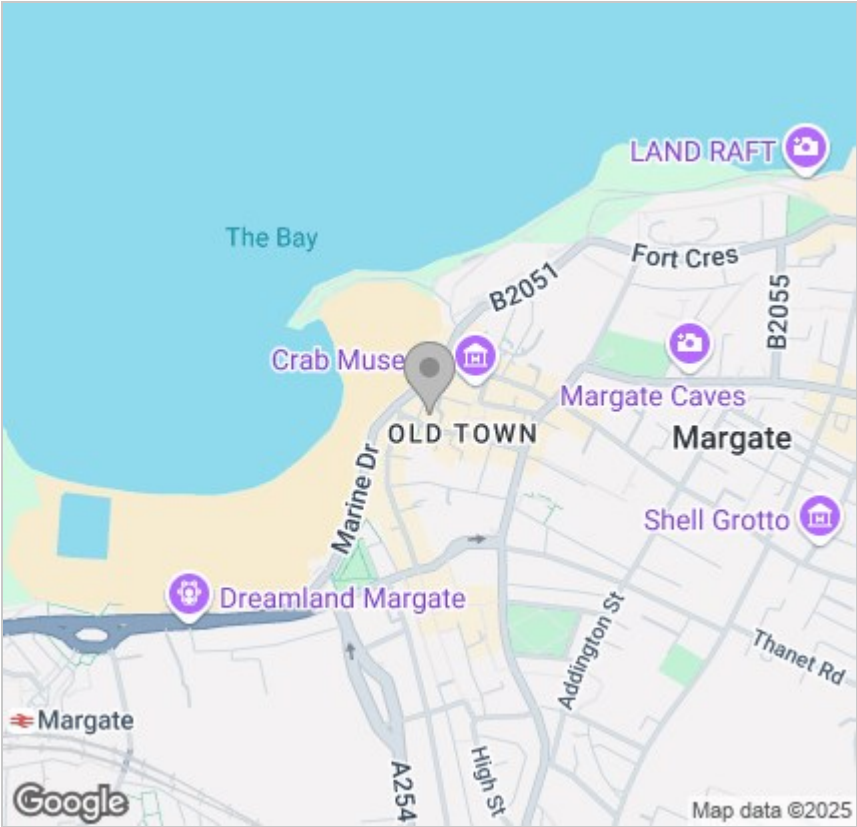 LAND RAFT
The Bay
Fort Cres
B2051
B2055
Crab Muse
Margate Caves
OLD TOWN
Margate
Marine Dr
Shell Grotto
Dreamland Margate
Addington St
Thanet Rd
Margate
High St
A254
Google
Map data ©2025